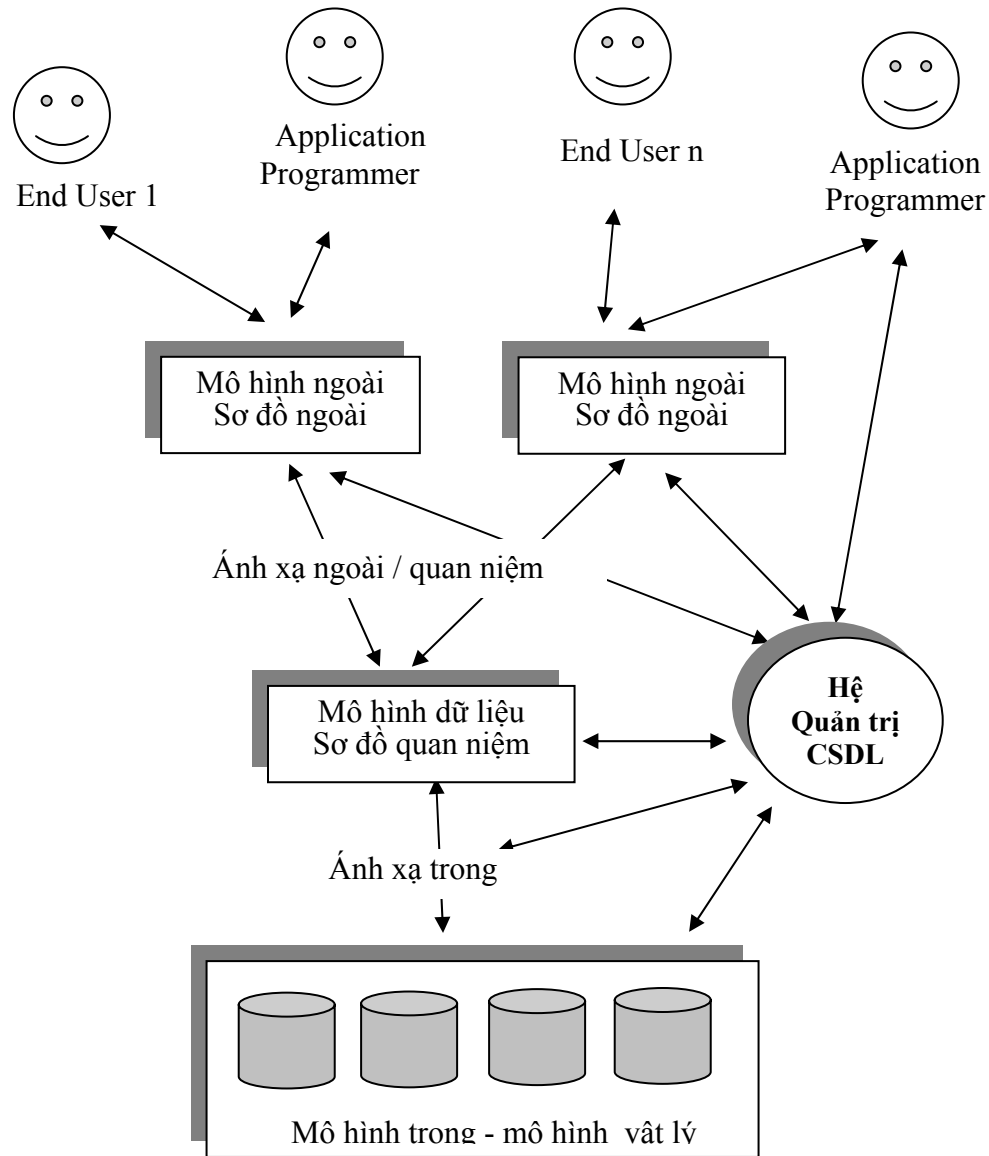 End User 1
Application
Programmer
End User n
Application
Programmer
Mô hình ngoài
Sơ đồ ngoài
Mô hình ngoài
Sơ đồ ngoài
Ánh xạ ngoài / quan niệm
Mô hình dữ liệu
Sơ đồ quan niệm
Hệ
Quản trị
CSDL
Ánh xạ trong
Mô hình trong - mô hình vật lý